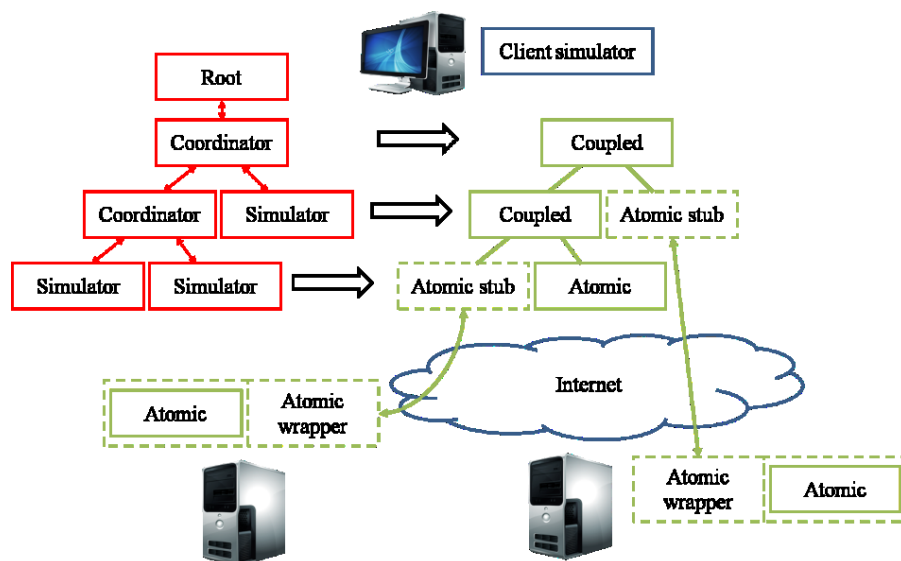 Client simulator
Root
Coordinator
Coupled
Coordinator
Simulator
Coupled
Atomic stub
Simulator
Simulator
Atomic stub
Atomic
Internet
Atomic
Atomic
wrapper
Atomic
wrapper
Atomic